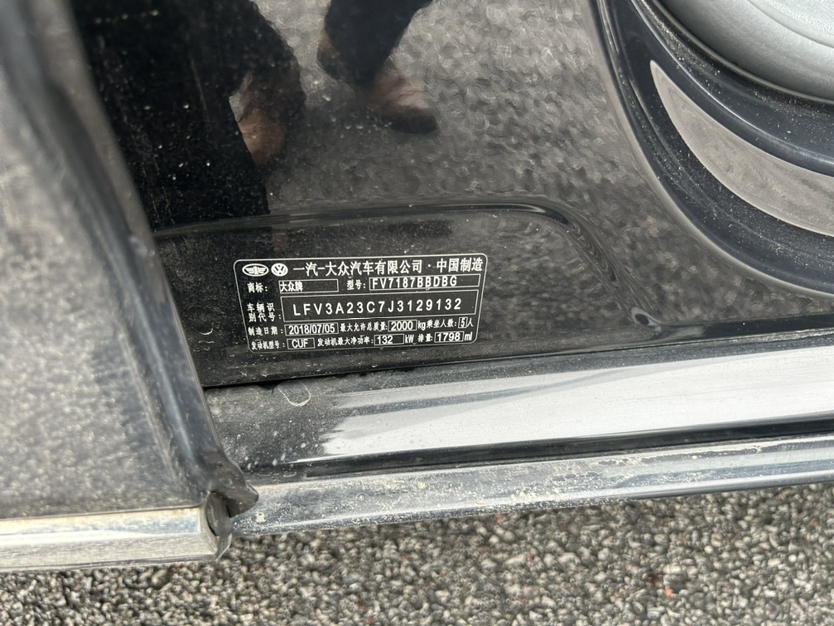 一汽-大众汽车有限公司·中国制造
商标: 大众牌 型号: FV7187BBDBG
车辆识别代号: LFV3A23C7J3129132
制造日期: 2018/07/05 最大允许总质量: 2000 kg 乘坐人数: 5 人
发动机型号: CUF 发动机最大净功率: 132 kW 排量: 1798 ml